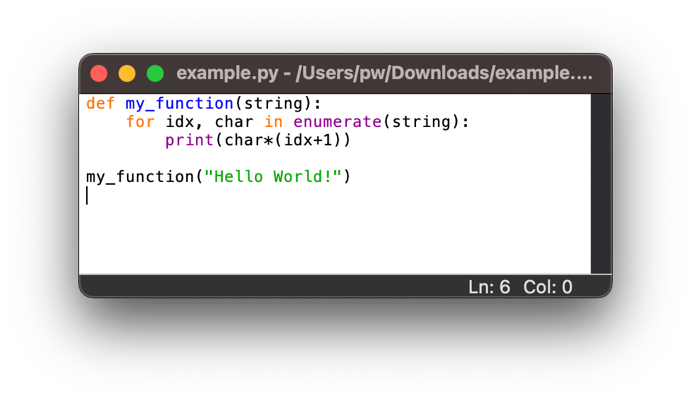 example.py - /Users/pw/Downloads/example....
def my_function(string):
    for idx, char in enumerate(string):
        print(char*(idx+1))
my_function("Hello World!")
Ln: 6 Col: 0